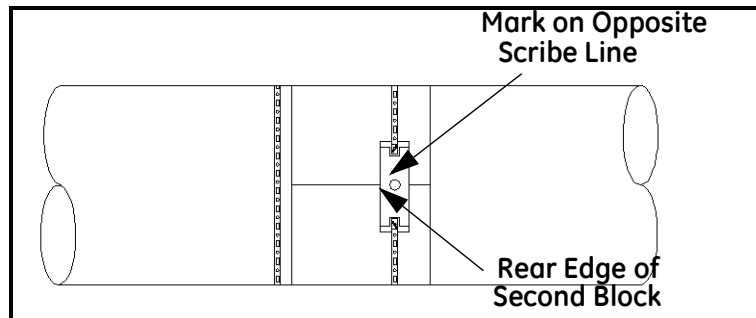 Mark on Opposite
Scribe Line
Rear Edge of
Second Block